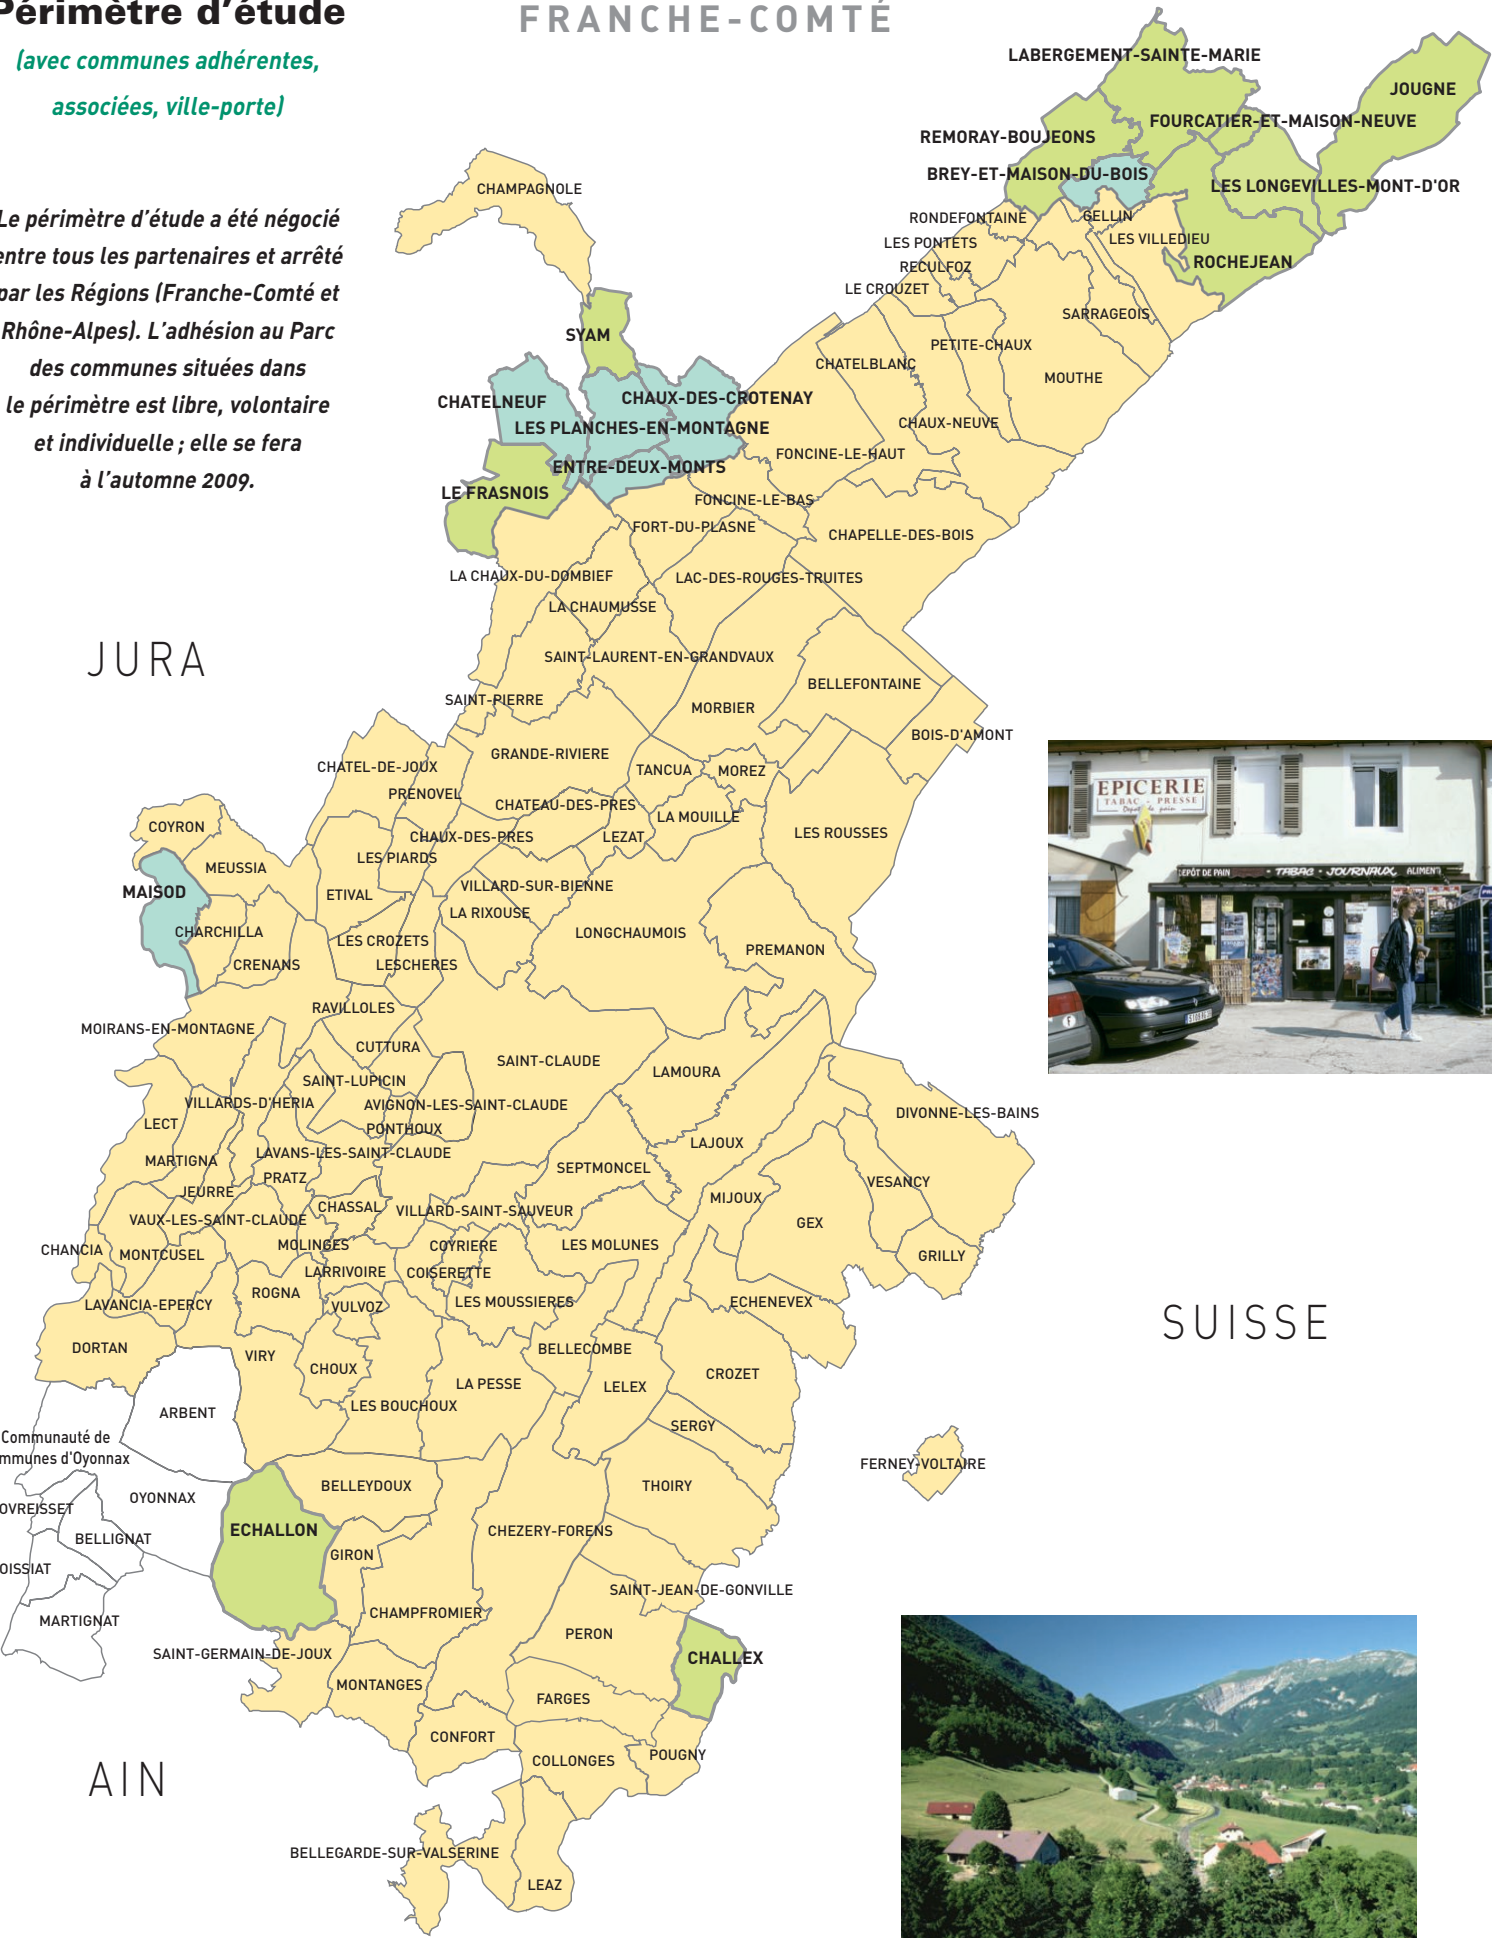 Périmètre d'étude
(avec communes adhérentes,
associées, ville-porte)
FRANCHE-COMTÉ
Le périmètre d'étude a été négocié
entre tous les partenaires et arrêté
par les Régions (Franche-Comté et
Rhône-Alpes). L'adhésion au Parc
des communes situées dans
le périmètre est libre, volontaire
et individuelle ; elle se fera
à l'automne 2009.
LABERGEMENT-SAINTE-MARIE
JOUGNE
FOURCATIER-ET-MAISON-NEUVE
REMORAY-BOUJEONS
BREY-ET-MAISON-DU-BOIS
LES LONGEVILLES-MONT-D'OR
CHAMPAGNOLE
RONDEFONTAINE
GELLIN
LES PONTETS
LES VILLEDIEU
RECULFOZ
ROCHEJEAN
LE CROUZET
SARRAGEOIS
SYAM
PETITE-CHAUX
CHATELBLANC
MOUTHE
CHATELNEUF
CHAUX-DES-CROTENAY
LES PLANCHES-EN-MONTAGNE
CHAUX-NEUVE
FONCINE-LE-HAUT
ENTRE-DEUX-MONTS
LE FRASNOIS
FONCINE-LE-BAS
FORT-DU-PLASNE
CHAPELLE-DES-BOIS
LA CHAUX-DU-DOMBIEF
LAC-DES-ROUGES-TRUITES
LA CHAUMUSSE
JURA
SAINT-LAURENT-EN-GRANDVAUX
BELLEFONTAINE
SAINT-PIERRE
MORBIER
BOIS-D'AMONT
GRANDE-RIVIERE
CHATEL-DE-JOUX
TANCUA
MOREZ
PRENOVEL
CHATEAU-DES-PRES
LA MOUILLE
COYRON
CHAUX-DES-PRES
LEZAT
LES ROUSSES
LES PIARDS
MEUSSIA
VILLARD-SUR-BIENNE
MAISOD
ETIVAL
LA RIXOUSE
CHARCHILLA
LES CROZETS
LONGCHAUMOIS
PREMANON
CRENANS
LESCHERES
RAVILLOLES
MOIRANS-EN-MONTAGNE
CUTTURA
SAINT-CLAUDE
LAMOURA
SAINT-LUPICIN
VILLARDS-D'HERIA
AVIGNON-LES-SAINT-CLAUDE
DIVONNE-LES-BAINS
LECT
PONTHOUX
LAJOUX
LAVANS-LES-SAINT-CLAUDE
MARTIGNA
SEPTMONCEL
PRATZ
VESANCY
JEURRE
MIJOUX
CHASSAL
VILLARD-SAINT-SAUVEUR
VAUX-LES-SAINT-CLAUDE
GEX
CHANCIA
MONTCUSEL
MOLINGES
COYRIERE
LES MOLUNES
GRILLY
LARRIVOIRE
COISERETTE
ROGNA
LAVANCIA-EPERCY
VULVOZ
LES MOUSSIERES
ECHENEVEX
SUISSE
DORTAN
VIRY
BELLECOMBE
CHOUX
CROZET
LA PESSE
LELEX
ARBENT
LES BOUCHOUX
SERGY
Communauté de
mmunes d'Oyonnax
FERNEY-VOLTAIRE
BELLEYDOUX
THOIRY
OYONNAX
OVREISSET
ECHALLON
CHEZERY-FORENS
BELLIGNAT
GIRON
OISSIAT
SAINT-JEAN-DE-GONVILLE
CHAMPFROMIER
MARTIGNAT
PERON
SAINT-GERMAIN-DE-JOUX
CHALLEX
MONTANGES
FARGES
CONFORT
POUGNY
COLLONGES
AIN
BELLEGARDE-SUR-VALSERINE
LEAZ
EPICERIE
TABAC - PRESSE
Dépôt de pain
DEPÔT DE PAIN
TABAC - JOURNAUX
ALIMENT